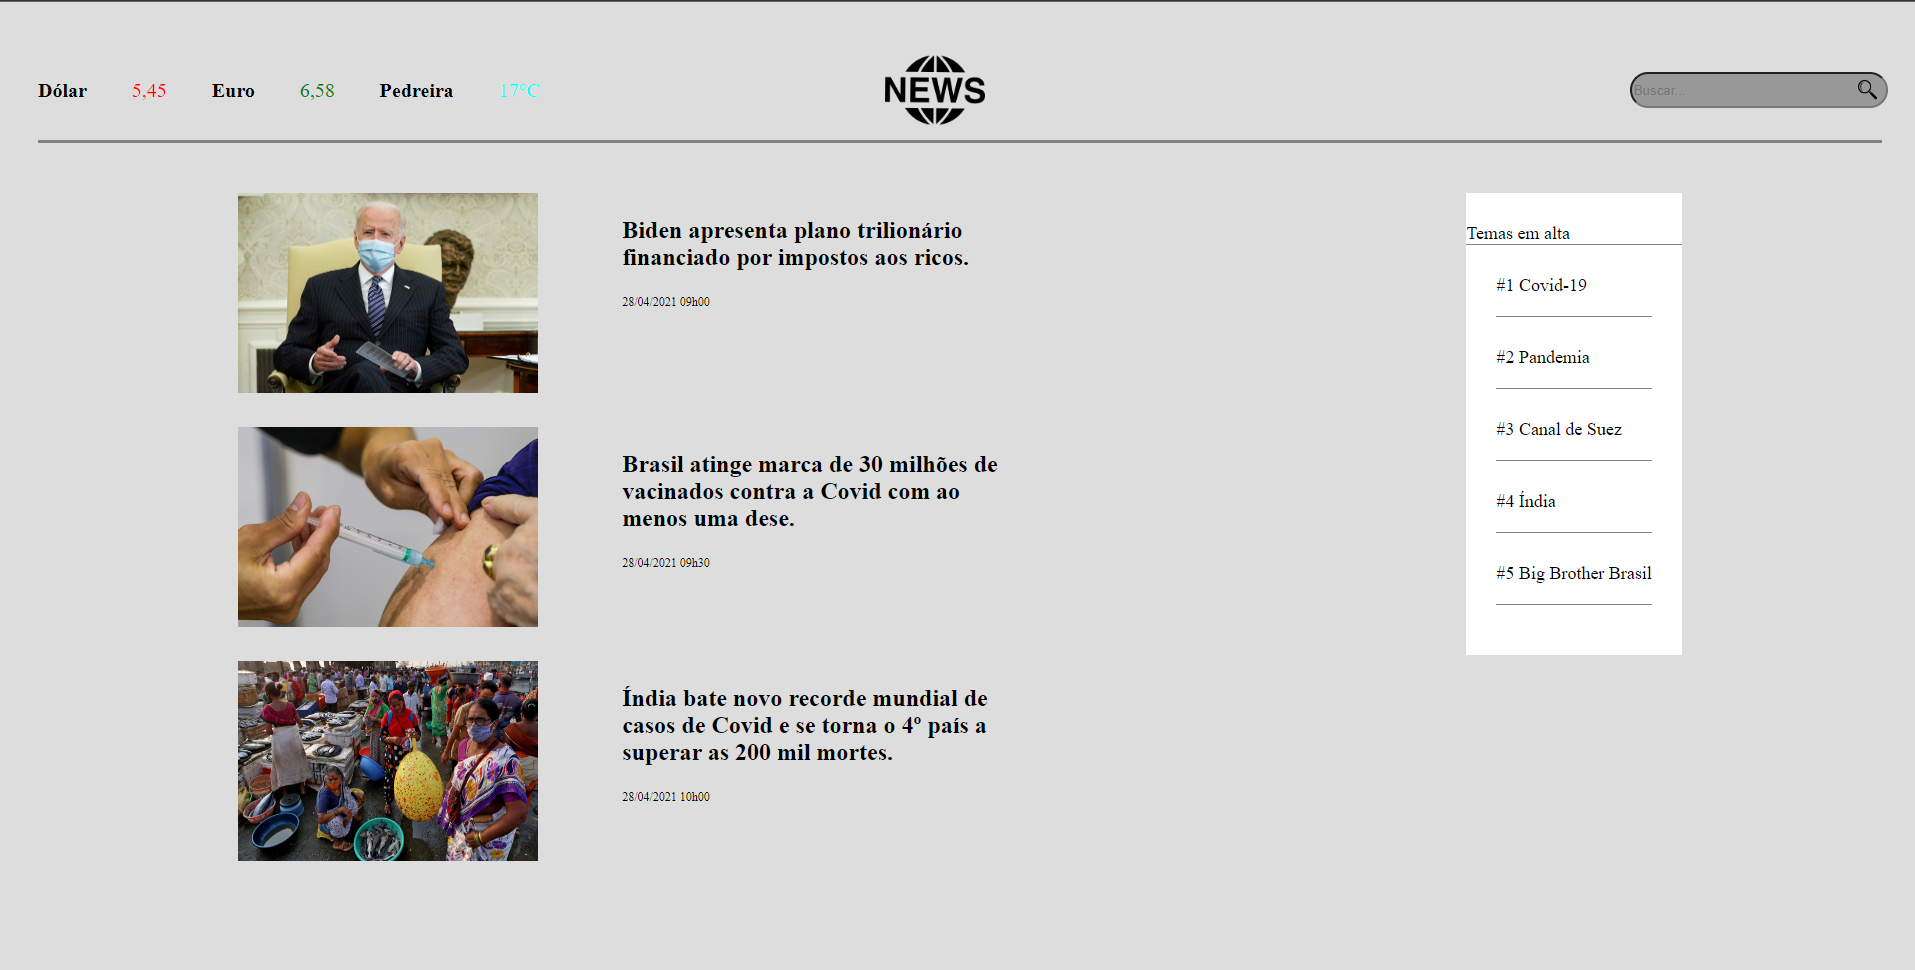 Dólar 5,45 Euro 6,58 Pedreira 17°C
NEWS
Buscar...
Biden apresenta plano trilionário
financiado por impostos aos ricos.
28/04/2021 09h00
Brasil atinge marca de 30 milhões de
vacinados contra a Covid com ao
menos uma dese.
28/04/2021 09h30
Índia bate novo recorde mundial de
casos de Covid e se torna o 4º país a
superar as 200 mil mortes.
28/04/2021 10h00
Temas em alta
#1 Covid-19
#2 Pandemia
#3 Canal de Suez
#4 Índia
#5 Big Brother Brasil